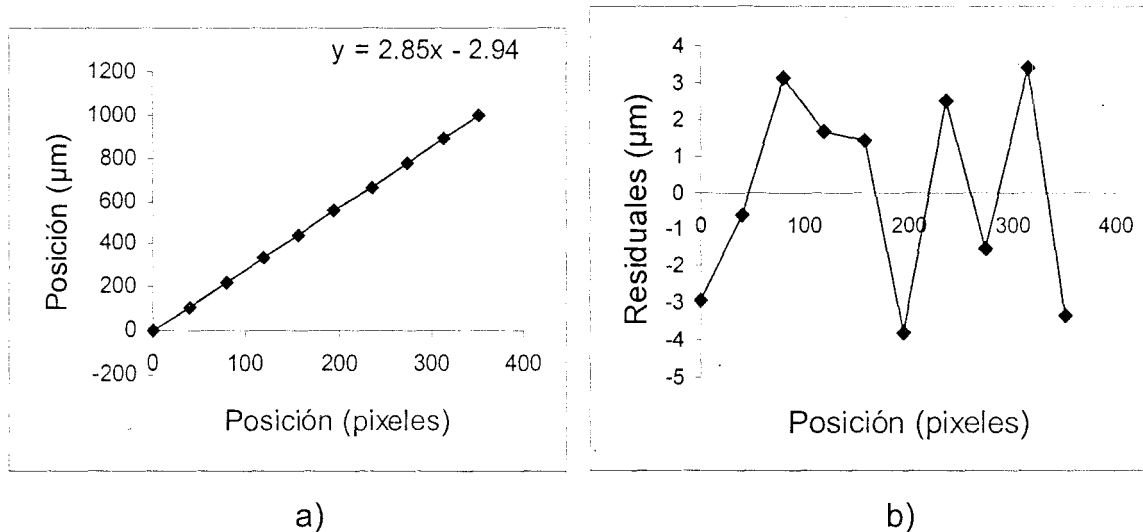 y = 2.85x - 2.94
1200
1000
800
600
400
200
0
-200
0 100 200 300 400
Posición (µm)
Posición (pixeles)
a)
4
3
2
1
0
-1
-2
-3
-4
-5
0 100 200 300 400
Residuales (µm)
Posición (pixeles)
b)